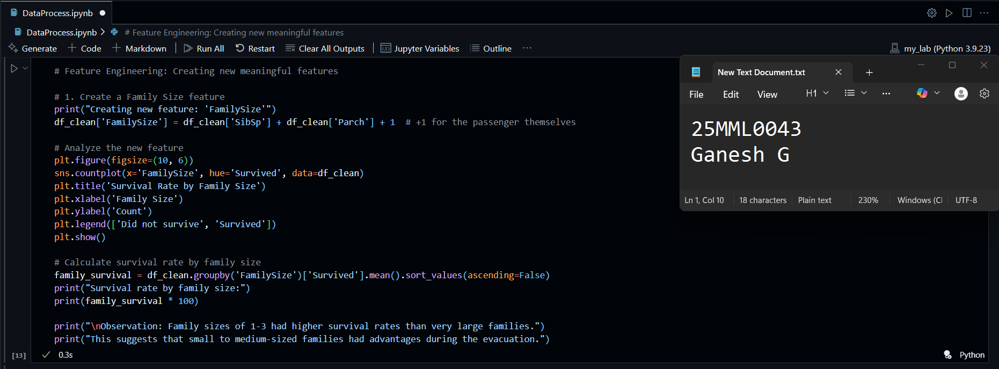 DataProcess.ipynb
DataProcess.ipynb > # Feature Engineering: Creating new meaningful features
Generate + Code + Markdown Run All Restart Clear All Outputs Jupyter Variables Outline ...
my_lab (Python 3.9.23)
# Feature Engineering: Creating new meaningful features
# 1. Create a Family Size feature
print("Creating new feature: 'FamilySize'")
df_clean['FamilySize'] = df_clean['SibSp'] + df_clean['Parch'] + 1  # +1 for the passenger themselves
# Analyze the new feature
plt.figure(figsize=(10, 6))
sns.countplot(x='FamilySize', hue='Survived', data=df_clean)
plt.title('Survival Rate by Family Size')
plt.xlabel('Family Size')
plt.ylabel('Count')
plt.legend(['Did not survive', 'Survived'])
plt.show()
# Calculate survival rate by family size
family_survival = df_clean.groupby('FamilySize')['Survived'].mean().sort_values(ascending=False)
print("Survival rate by family size:")
print(family_survival * 100)
print("\nObservation: Family sizes of 1-3 had higher survival rates than very large families.")
print("This suggests that small to medium-sized families had advantages during the evacuation.")
[13] 0.3s
Python
New Text Document.txt
File Edit View H1 ...
25MML0043
Ganesh G
Ln 1, Col 10 18 characters Plain text 230% Windows (Cl UTF-8